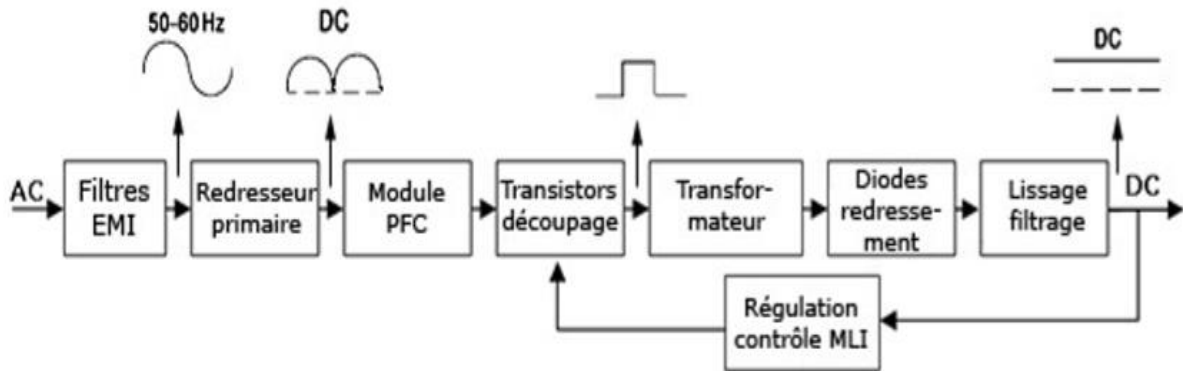 50-60 Hz
DC
DC
AC
Filtres
EMI
Redresseur
primaire
Module
PFC
Transistors
découpage
Transfor-
mateur
Diodes
redresse-
ment
Lissage
filtrage
DC
Régulation
contrôle MLI